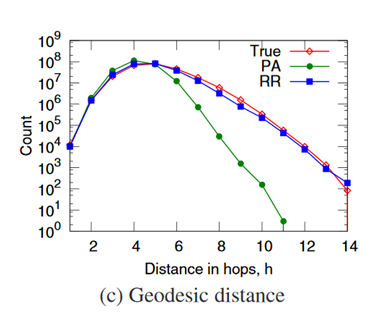 10^9
10^8
10^7
10^6
10^5
10^4
10^3
10^2
10^1
10^0
Count
True
PA
RR
2 4 6 8 10 12 14
Distance in hops, h
(c) Geodesic distance